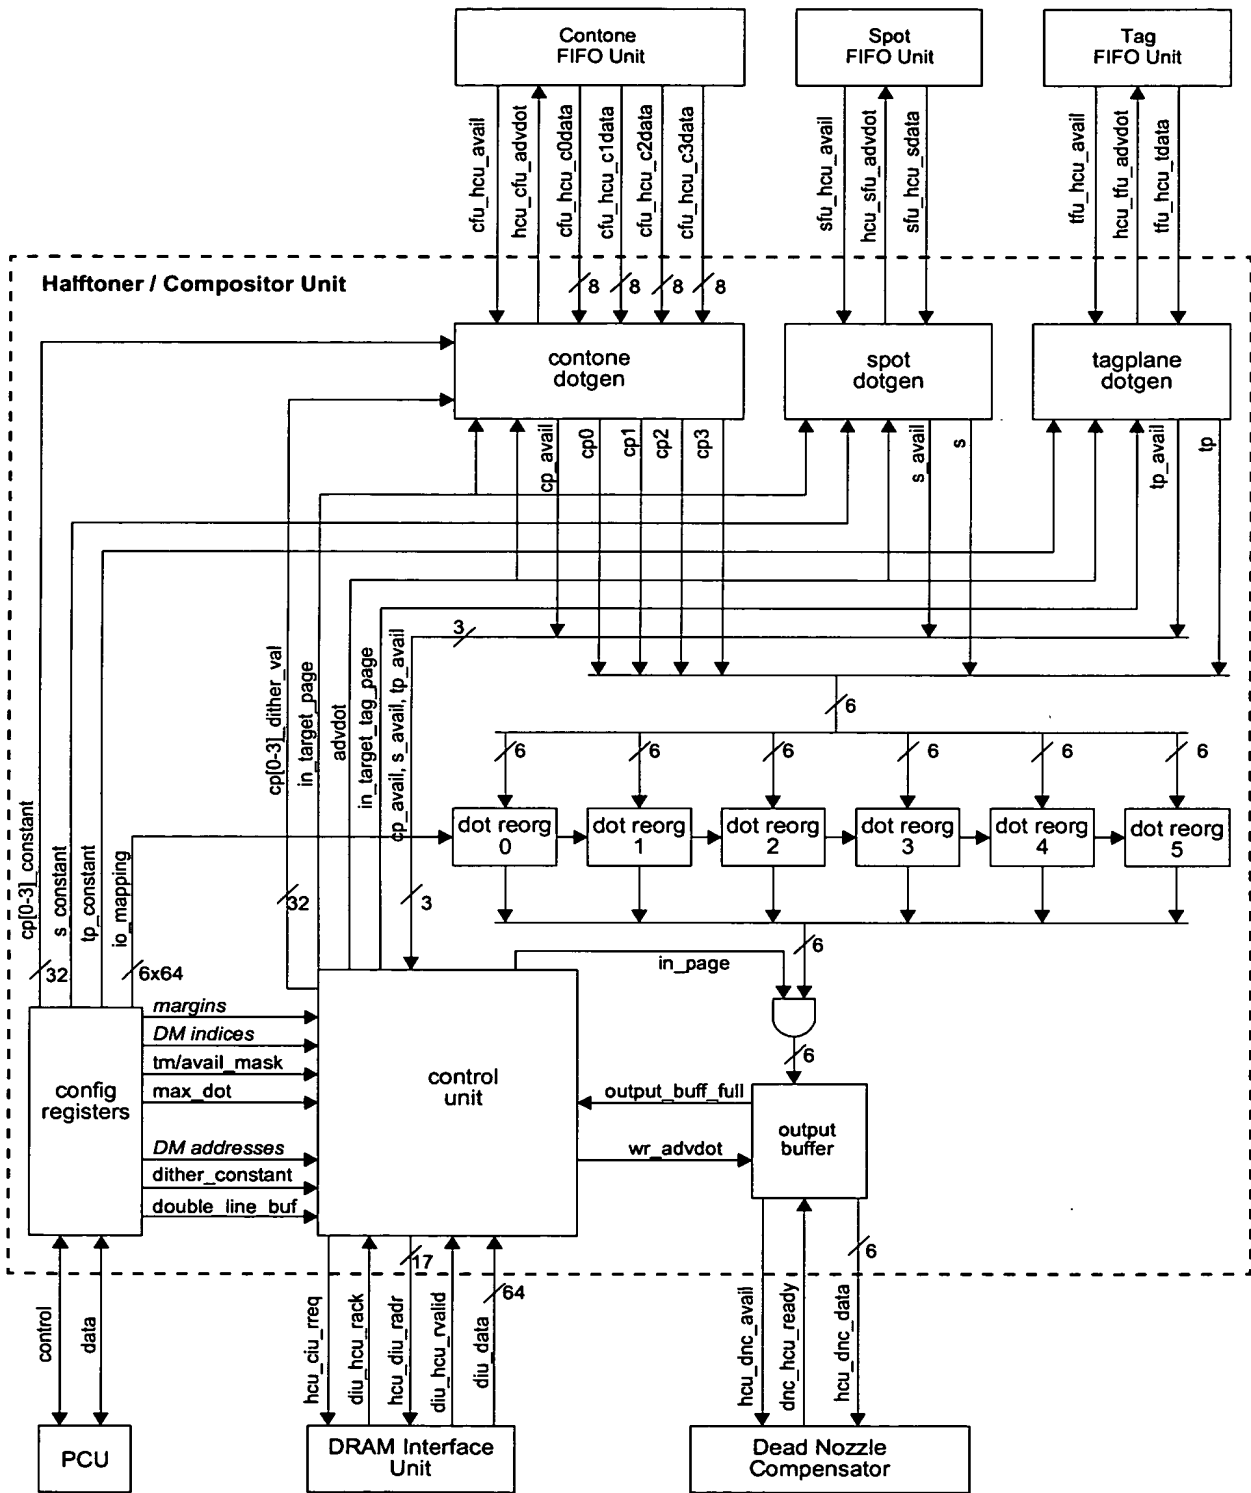 Contone
FIFO Unit
Spot
FIFO Unit
Tag
FIFO Unit
cfu_hcu_avail
hcu_cfu_advdot
cfu_hcu_c0data
cfu_hcu_c1data
cfu_hcu_c2data
cfu_hcu_c3data
sfu_hcu_avail
hcu_sfu_advdot
sfu_hcu_sdata
tfu_hcu_avail
hcu_tfu_advdot
tfu_hcu_tdata
Halftoner / Compositor Unit
8
8
8
8
contone
dotgen
spot
dotgen
tagplane
dotgen
cp_avail
cp0
cp1
cp2
cp3
s_avail
s
tp_avail
tp
3
6
cp[0-3]_dither_val
in_target_page
advdot
in_target_tag_page
cp_avail, s_avail, tp_avail
6
6
6
6
6
6
dot reorg
0
dot reorg
1
dot reorg
2
dot reorg
3
dot reorg
4
dot reorg
5
cp[0-3]_constant
s_constant
tp_constant
io_mapping
32
3
6
in_page
32
6x64
6
config
registers
margins
DM indices
tm/avail_mask
max_dot
DM addresses
dither_constant
double_line_buf
control
unit
output_buff_full
wr_advdot
output
buffer
17
64
6
control
data
hcu_ciu_rreq
diu_hcu_rack
hcu_diu_radr
diu_hcu_rvalid
diu_data
hcu_dnc_avail
dnc_hcu_ready
hcu_dnc_data
PCU
DRAM Interface
Unit
Dead Nozzle
Compensator